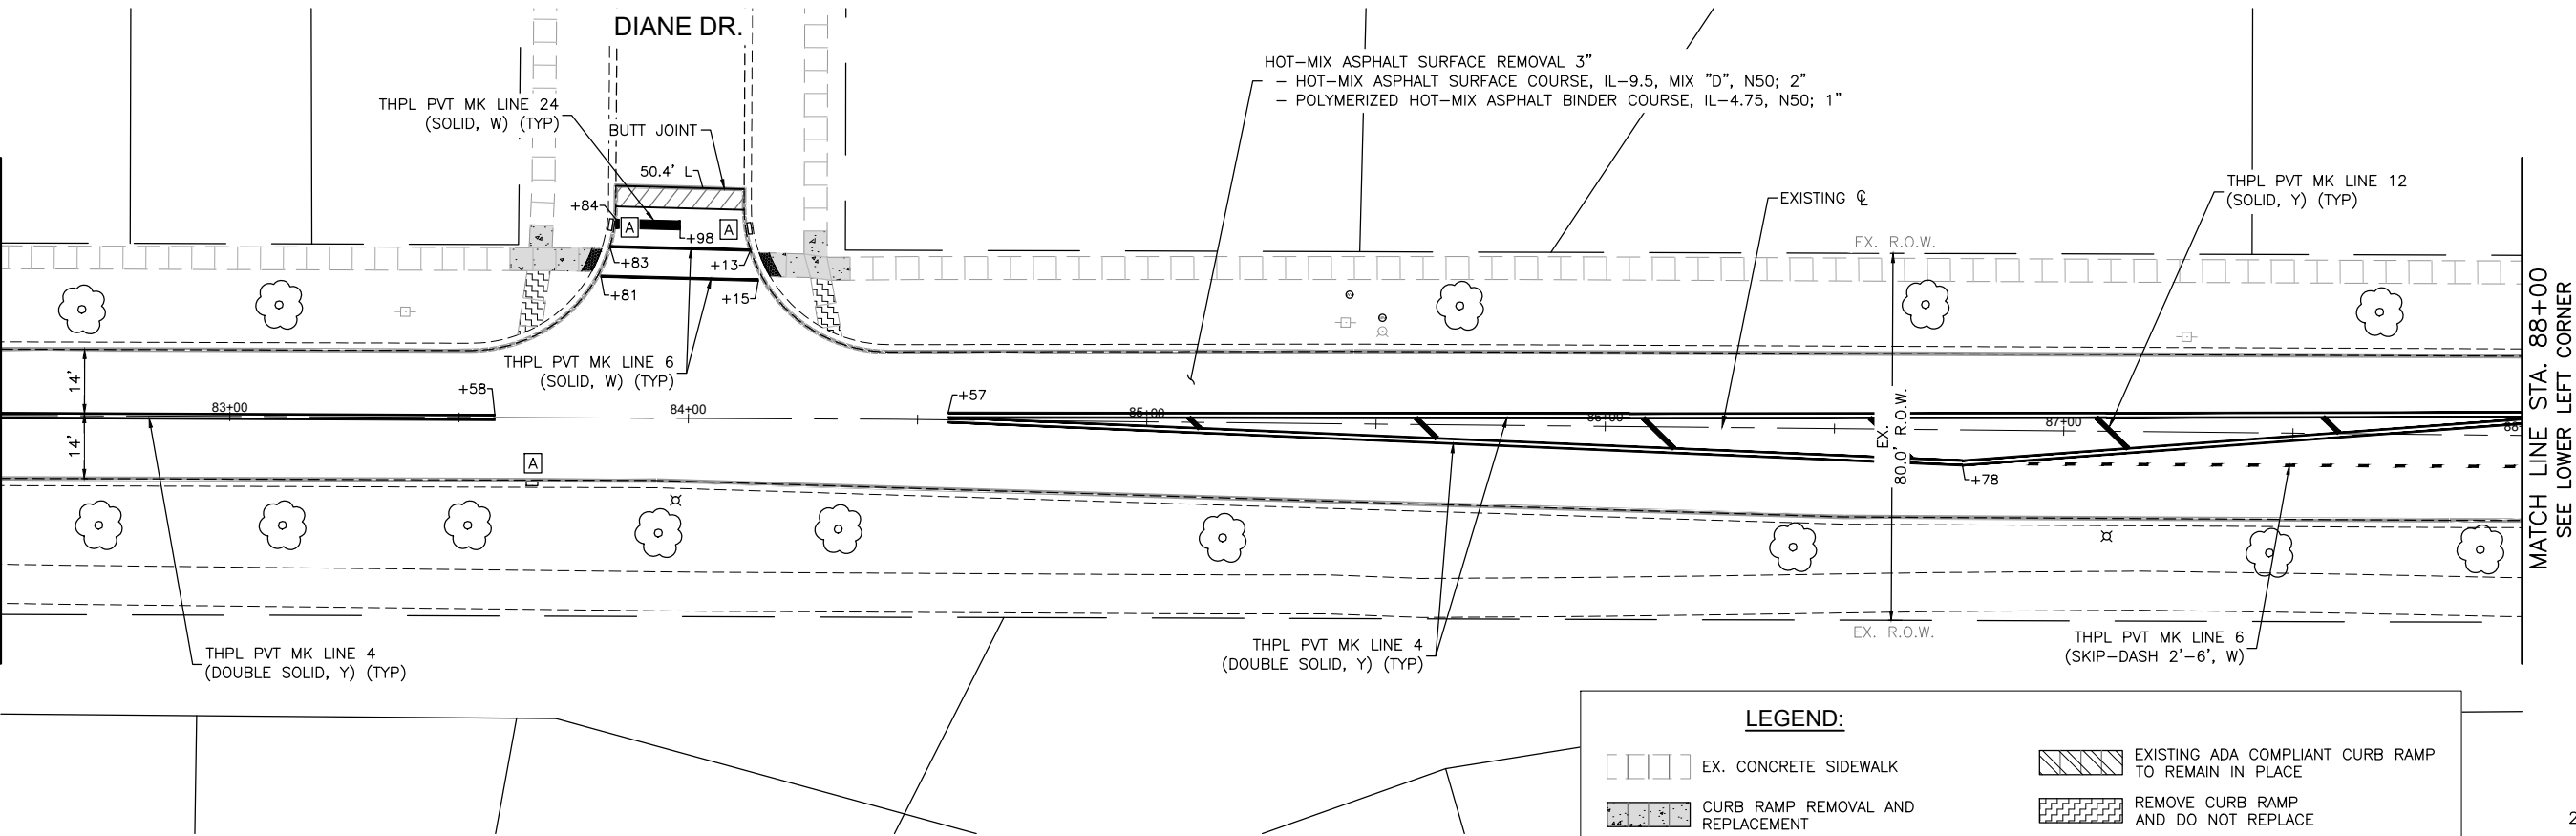 DIANE DR.
HOT-MIX ASPHALT SURFACE REMOVAL 3"
- HOT-MIX ASPHALT SURFACE COURSE, IL-9.5, MIX "D", N50; 2"
- POLYMERIZED HOT-MIX ASPHALT BINDER COURSE, IL-4.75, N50; 1"
THPL PVT MK LINE 24
(SOLID, W) (TYP)
BUTT JOINT
50.4' L
+84
A
A
+98
+83
+13
+81
+15
EXISTING ℄
THPL PVT MK LINE 12
(SOLID, Y) (TYP)
EX. R.O.W.
THPL PVT MK LINE 6
(SOLID, W) (TYP)
14'
14'
83+00
+58
84+00
+57
85+00
86+00
EX.
80.0' R.O.W.
87+00
88
+78
A
MATCH LINE STA. 88+00
SEE LOWER LEFT CORNER
THPL PVT MK LINE 4
(DOUBLE SOLID, Y) (TYP)
THPL PVT MK LINE 4
(DOUBLE SOLID, Y) (TYP)
EX. R.O.W.
THPL PVT MK LINE 6
(SKIP-DASH 2'-6', W)
LEGEND:
EX. CONCRETE SIDEWALK
EXISTING ADA COMPLIANT CURB RAMP
TO REMAIN IN PLACE
CURB RAMP REMOVAL AND
REPLACEMENT
REMOVE CURB RAMP
AND DO NOT REPLACE
2